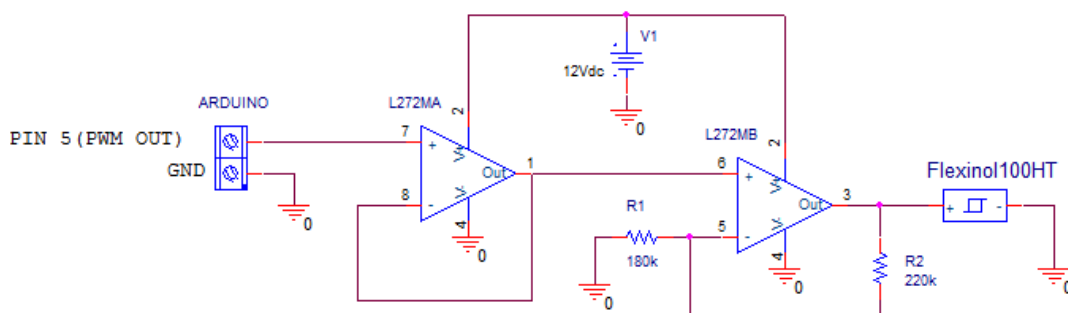 V1
12Vdc
0
ARDUINO
L272MA
PIN 5(PWM OUT)
GND
0
7
+
8
-
2
V+
Out
1
V-
4
0
L272MB
6
+
5
-
2
V+
Out
3
V-
4
0
R1
180k
0
Flexinol100HT
+ -
0
R2
220k